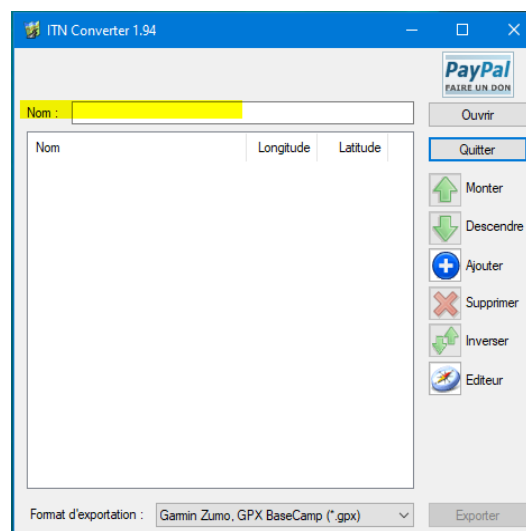 ITN Converter 1.94
PayPal
FAIRE UN DON
Nom :
Ouvrir
Nom Longitude Latitude
Quitter
Monter
Descendre
Ajouter
Supprimer
Inverser
Editeur
Format d'exportation : Garmin Zumo, GPX BaseCamp (*.gpx)
Exporter